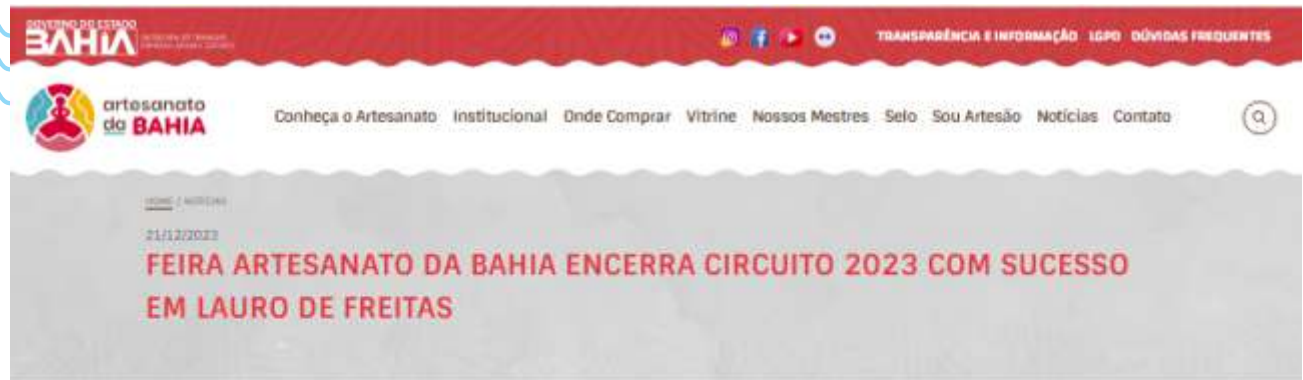 GOVERNO DO ESTADO
BAHIA
TRANSPARÊNCIA E INFORMAÇÃO LGPD DÚVIDAS FREQUENTES
artesanato
da BAHIA
Conheça o Artesanato Institucional Onde Comprar Vitrine Nossos Mestres Selo Sou Artesão Notícias Contato
HOME / NOTÍCIAS
21/12/2023
FEIRA ARTESANATO DA BAHIA ENCERRA CIRCUITO 2023 COM SUCESSO
EM LAURO DE FREITAS